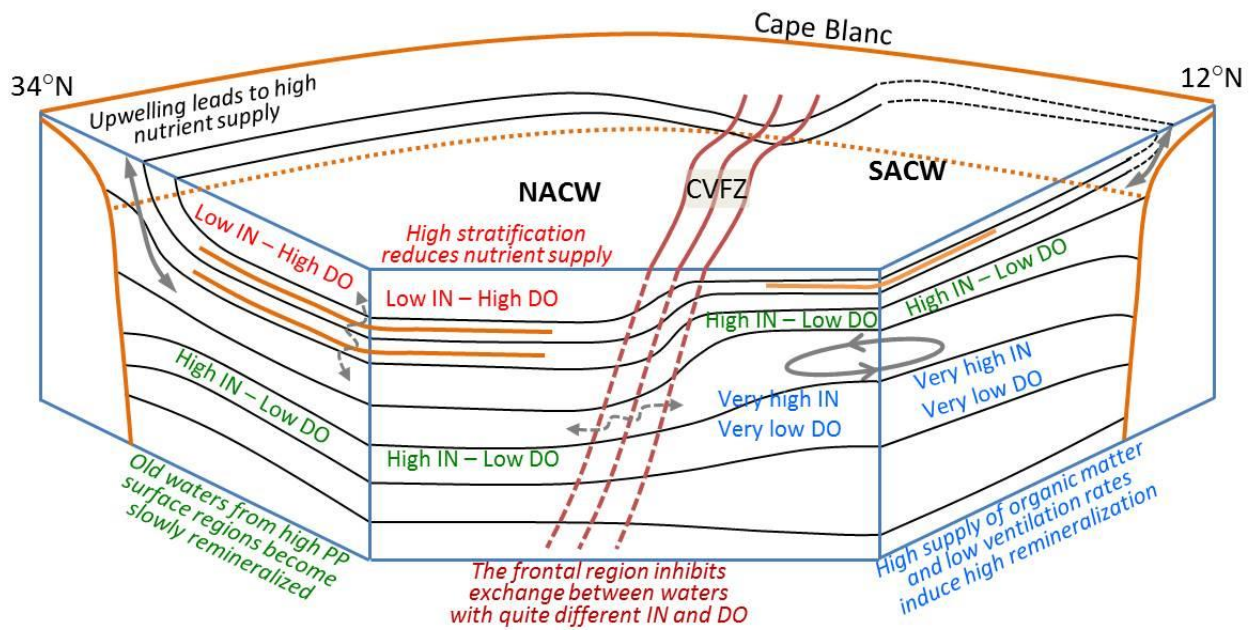 Cape Blanc
34°N
12°N
Upwelling leads to high
nutrient supply
NACW
CVFZ
SACW
Low IN – High DO
High stratification
reduces nutrient supply
Low IN – High DO
High IN – Low DO
High IN – Low DO
High IN – Low DO
High IN – Low DO
Very high IN
Very low DO
Very high IN
Very low DO
Old waters from high PP
surface regions become
slowly remineralized
The frontal region inhibits
exchange between waters
with quite different IN and DO
High supply of organic matter
and low ventilation rates
induce high remineralization